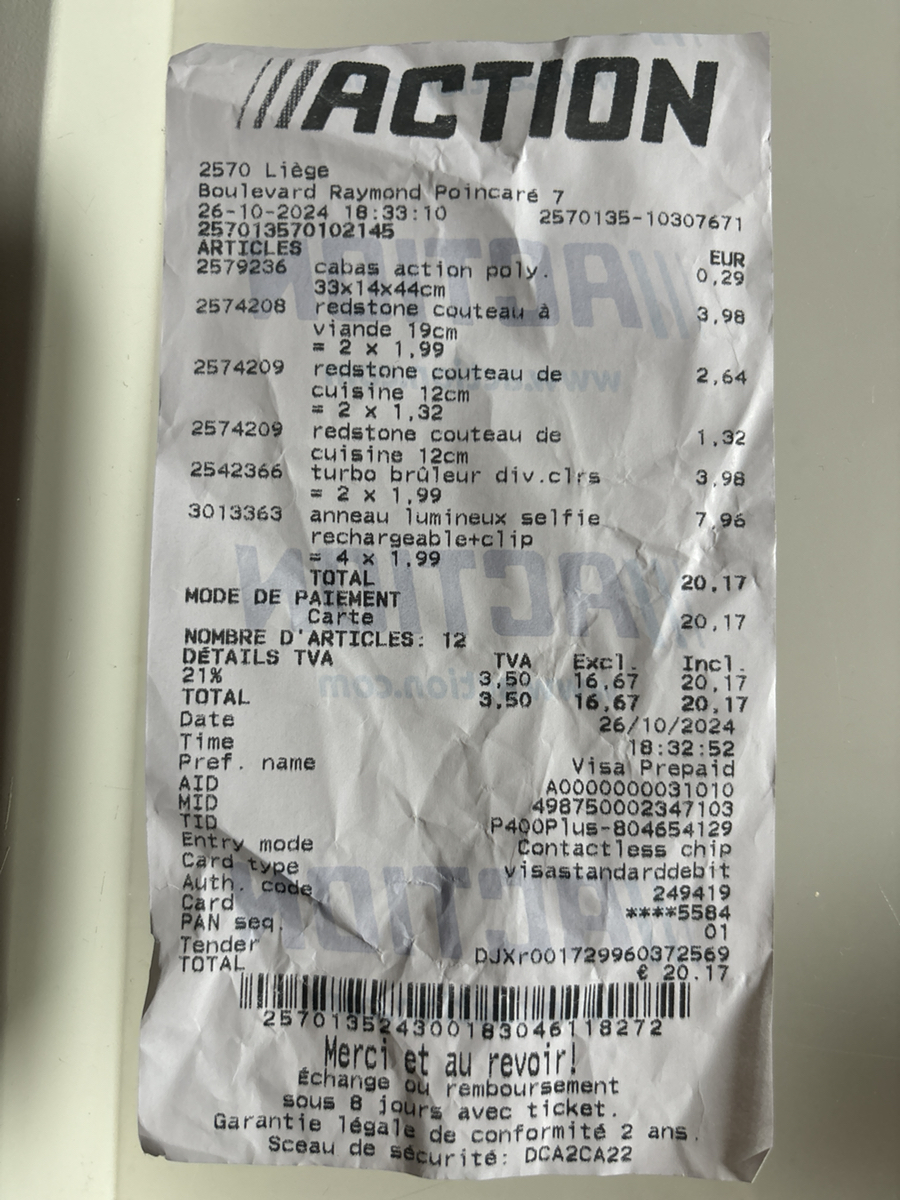 ACTION
2570 Liège
Boulevard Raymond Poincaré 7
26-10-2024 18:33:10 2570135-10307671
257013570102145
ARTICLES EUR
2579236 cabas action poly. 0,29
33x14x44cm
2574208 redstone couteau à 3,98
viande 19cm
= 2 x 1,99
2574209 redstone couteau de 2,64
cuisine 12cm
= 2 x 1,32
2574209 redstone couteau de 1,32
cuisine 12cm
2542366 turbo brûleur div.clrs 3,98
= 2 x 1,99
3013363 anneau lumineux selfie 7,96
rechargeable+clip
= 4 x 1,99
TOTAL 20,17
MODE DE PAIEMENT
Carte 20,17
NOMBRE D'ARTICLES: 12
DÉTAILS TVA TVA Excl. Incl.
21% 3,50 16,67 20,17
TOTAL 3,50 16,67 20,17
Date 26/10/2024
Time 18:32:52
Pref. name Visa Prepaid
AID A0000000031010
MID 498750002347103
TID P400Plus-804654129
Entry mode Contactless chip
Card type visastandarddebit
Auth. code 249419
Card ****5584
PAN seq. 01
Tender DJXr001729960372569
TOTAL € 20.17
2570135243001830461 18272
Merci et au revoir!
Échange ou remboursement
sous 8 jours avec ticket.
Garantie légale de conformité 2 ans.
Sceau de sécurité: DCA2CA22